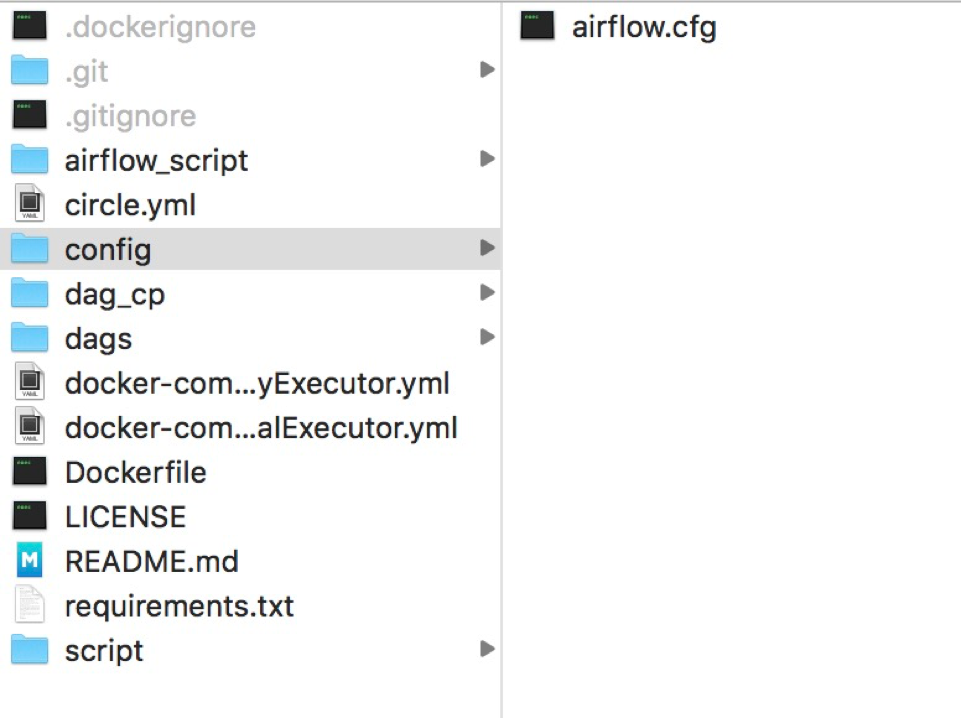 .dockerignore
.git
.gitignore
airflow_script
circle.yml
config
dag_cp
dags
docker-com...yExecutor.yml
docker-com...alExecutor.yml
Dockerfile
LICENSE
README.md
requirements.txt
script
airflow.cfg